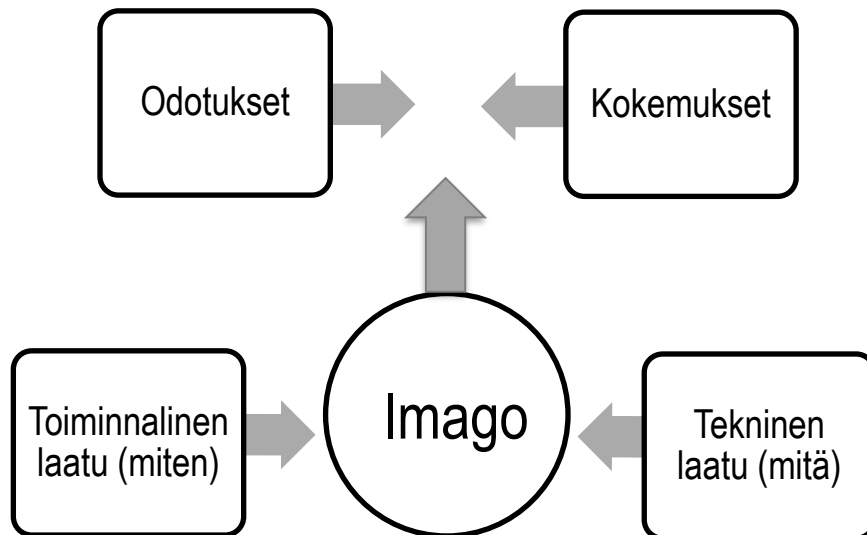 Odotukset
Kokemukset
Toiminnalinen
laatu (miten)
Imago
Tekninen
laatu (mitä)